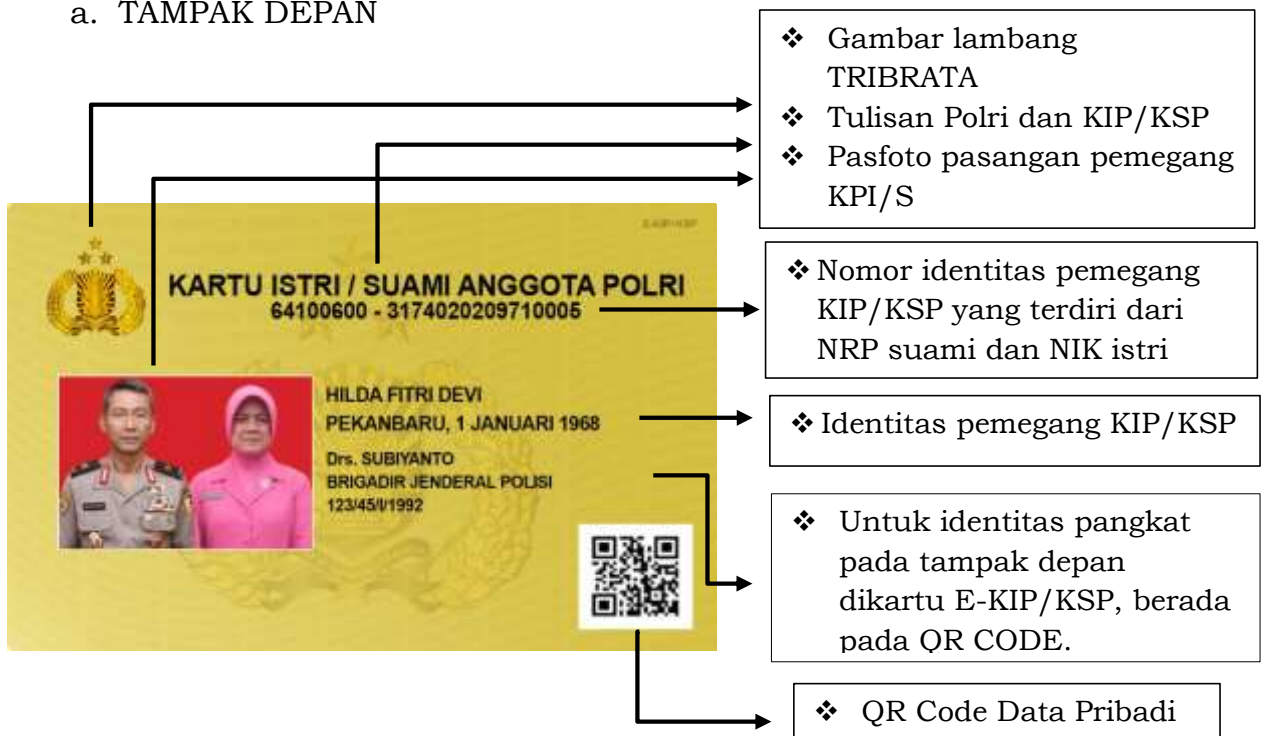 a. TAMPAK DEPAN
❖ Gambar lambang
TRIBRATA
❖ Tulisan Polri dan KIP/KSP
❖ Pasfoto pasangan pemegang
KPI/S
E-KIP/KSP
KARTU ISTRI / SUAMI ANGGOTA POLRI
64100600 - 3174020209710005
❖ Nomor identitas pemegang
KIP/KSP yang terdiri dari
NRP suami dan NIK istri
HILDA FITRI DEVI
PEKANBARU, 1 JANUARI 1968
Drs. SUBIYANTO
BRIGADIR JENDERAL POLISI
123/45/I/1992
❖ Identitas pemegang KIP/KSP
❖ Untuk identitas pangkat
pada tampak depan
dikartu E-KIP/KSP, berada
pada QR CODE.
❖ QR Code Data Pribadi